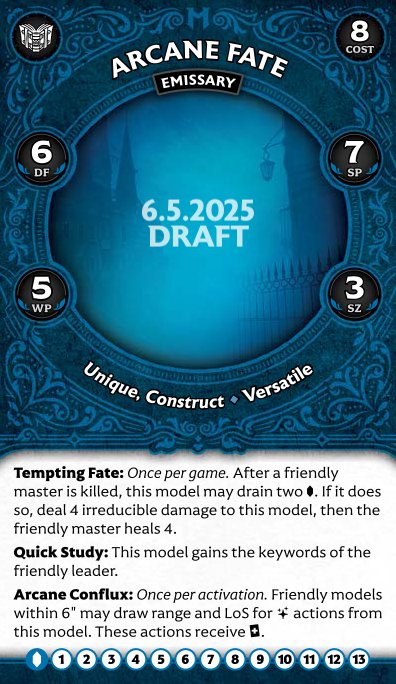 ARCANE FATE
EMISSARY
8
COST
6
DF
7
SP
6.5.2025
DRAFT
5
WP
3
SZ
Unique, Construct ⬥ Versatile
Tempting Fate: Once per game. After a friendly
master is killed, this model may drain two ⬮. If it does
so, deal 4 irreducible damage to this model, then the
friendly master heals 4.
Quick Study: This model gains the keywords of the
friendly leader.
Arcane Conflux: Once per activation. Friendly models
within 6" may draw range and LoS for ✨ actions from
this model. These actions receive 🂠.
1 2 3 4 5 6 7 8 9 10 11 12 13